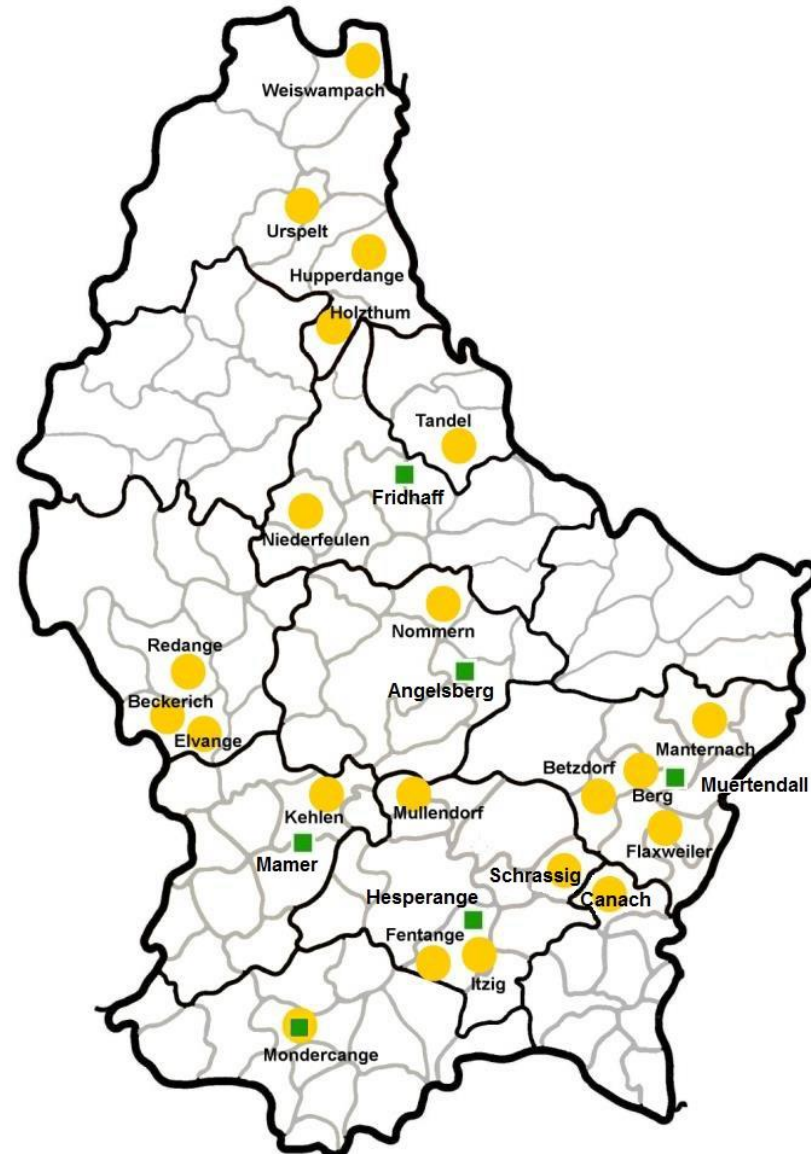 Weiswampach
Urspelt
Hupperdange
Holzthum
Tandel
Fridhaff
Niederfeulen
Nommern
Redange
Angelsberg
Beckerich
Elvange
Manternach
Betzdorf
Muertendall
Berg
Kehlen
Mullendorf
Flaxweiler
Mamer
Schrassig
Hesperange
Canach
Fentange
Itzig
Mondercange